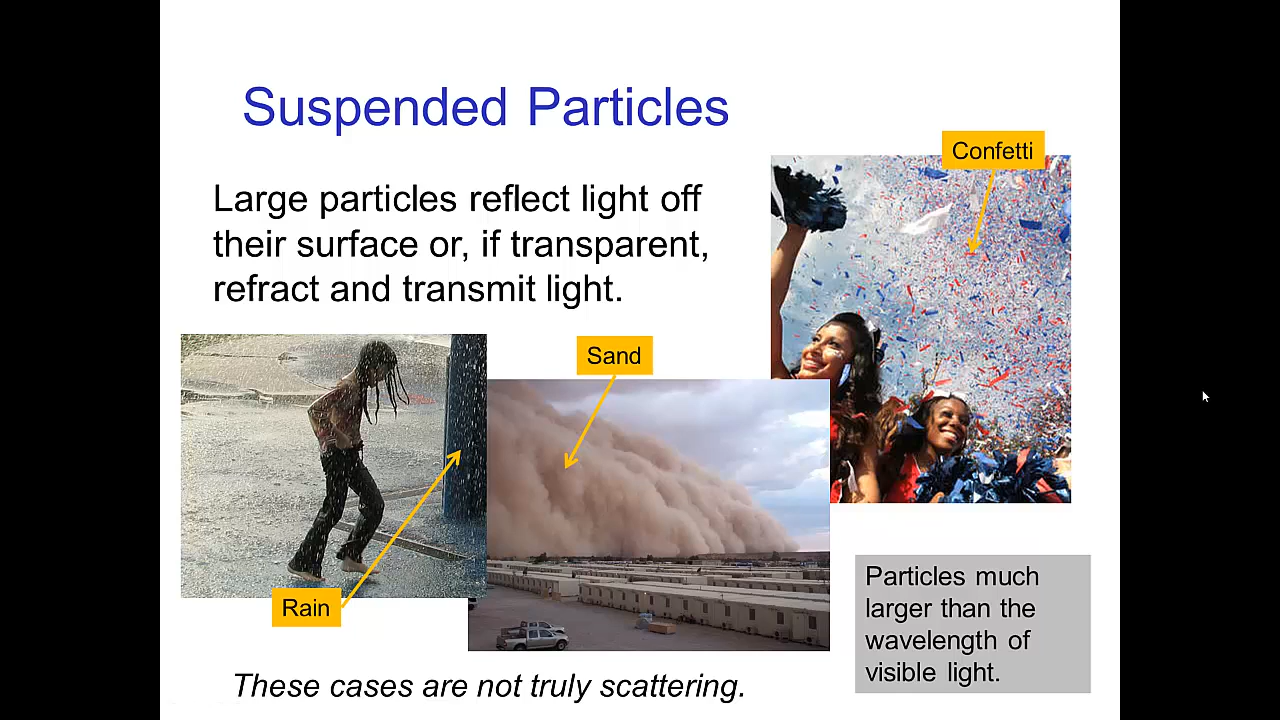 Suspended Particles
Confetti
Large particles reflect light off
their surface or, if transparent,
refract and transmit light.
Sand
Rain
Particles much
larger than the
wavelength of
visible light.
These cases are not truly scattering.